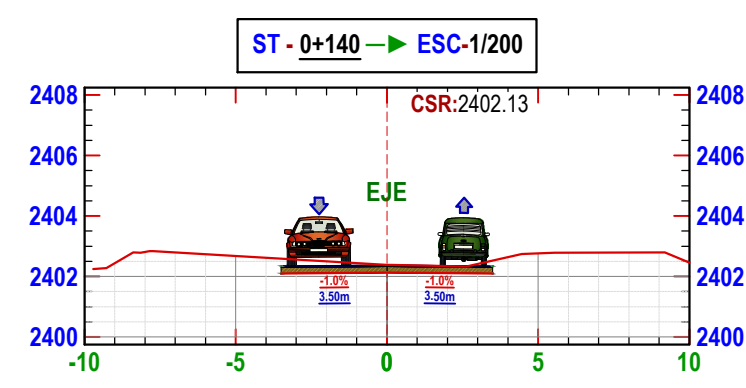 ST - 0+140 ESC-1/200
2408 CSR:2402.13 2408
2406 2406
EJE
2404 2404
2402 2402
-1.0% -1.0%
3.50m 3.50m
2400 2400
-10 -5 0 5 10